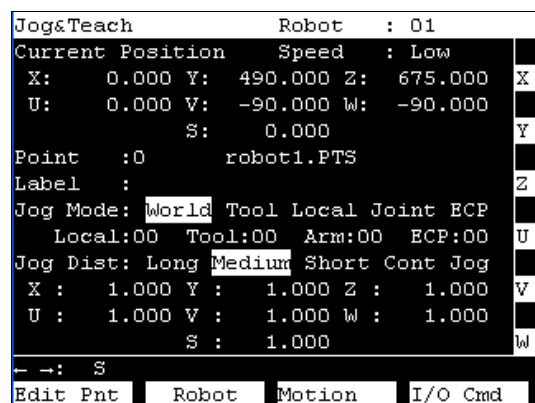 Jog&Teach Robot : 01
Current Position Speed : Low
X: 0.000 Y: 490.000 Z: 675.000 X
U: 0.000 V: -90.000 W: -90.000
S: 0.000 Y
Point :0 robot1.PTS
Label : Z
Jog Mode: World Tool Local Joint ECP
Local:00 Tool:00 Arm:00 ECP:00 U
Jog Dist: Long Medium Short Cont Jog
X : 1.000 Y : 1.000 Z : 1.000 V
U : 1.000 V : 1.000 W : 1.000
S : 1.000 W
← →: S
Edit Pnt Robot Motion I/O Cmd